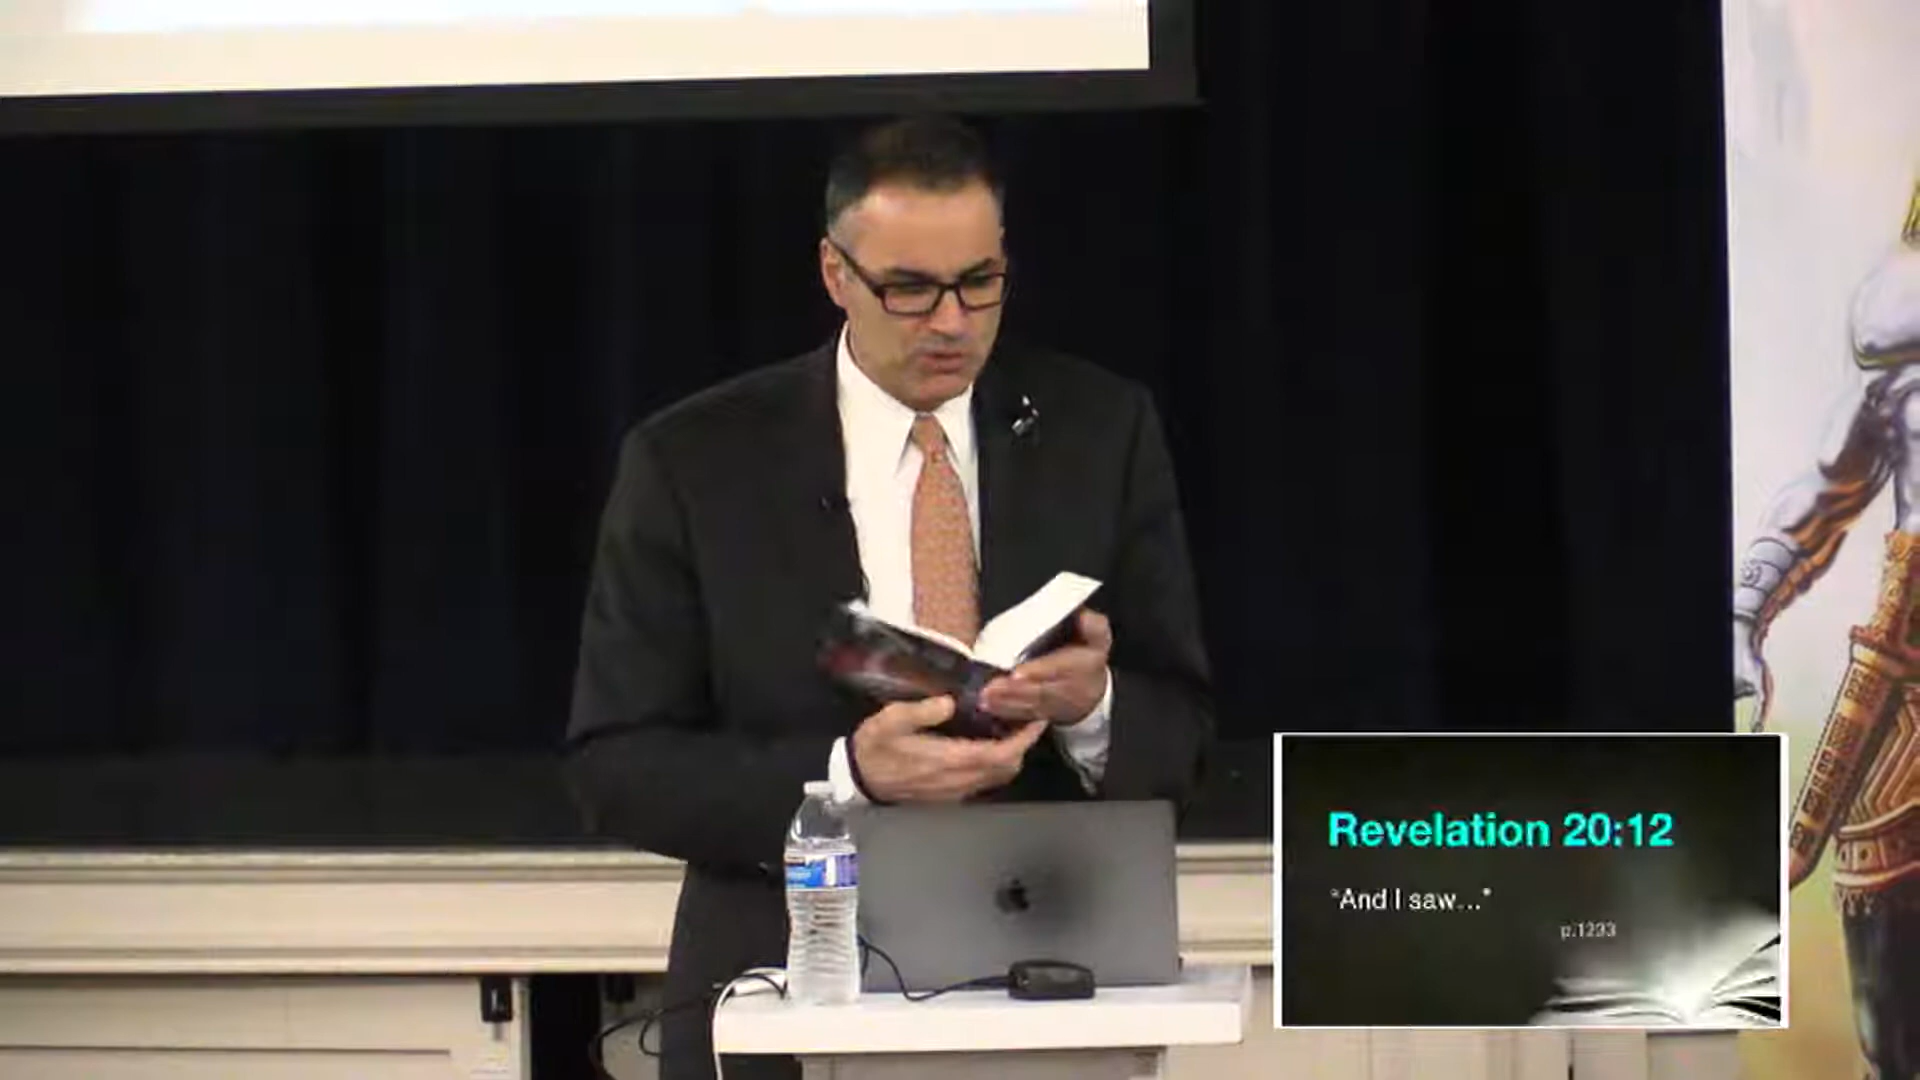 Revelation 20:12
"And I saw..."
p.1233